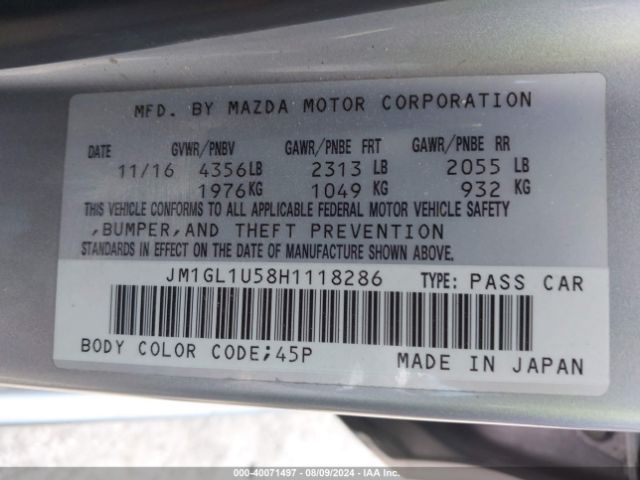 MFD. BY MAZDA MOTOR CORPORATION
DATE GVWR/PNBV GAWR/PNBE FRT GAWR/PNBE RR
11/16 4356LB 2313 LB 2055 LB
1976KG 1049 KG 932 KG
THIS VEHICLE CONFORMS TO ALL APPLICABLE FEDERAL MOTOR VEHICLE SAFETY
,BUMPER,AND THEFT PREVENTION
STANDARDS IN EFFECT ON THE DATE OF MANUFACTURE SHOWN ABOVE.
JM1GL1U58H1118286 TYPE: PASS CAR
BODY COLOR CODE;45P MADE IN JAPAN
000-40071497 - 08/09/2024 - IAA Inc.